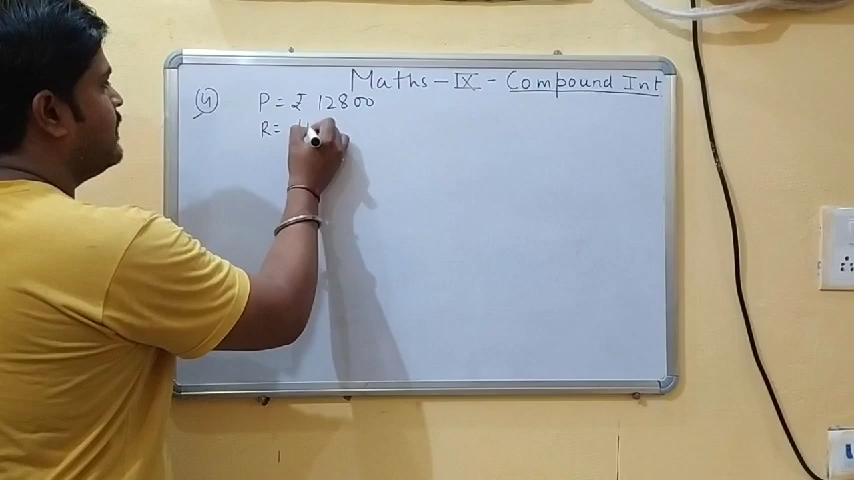 Maths - IX - Compound Int
(4) P = ₹ 12800
R =